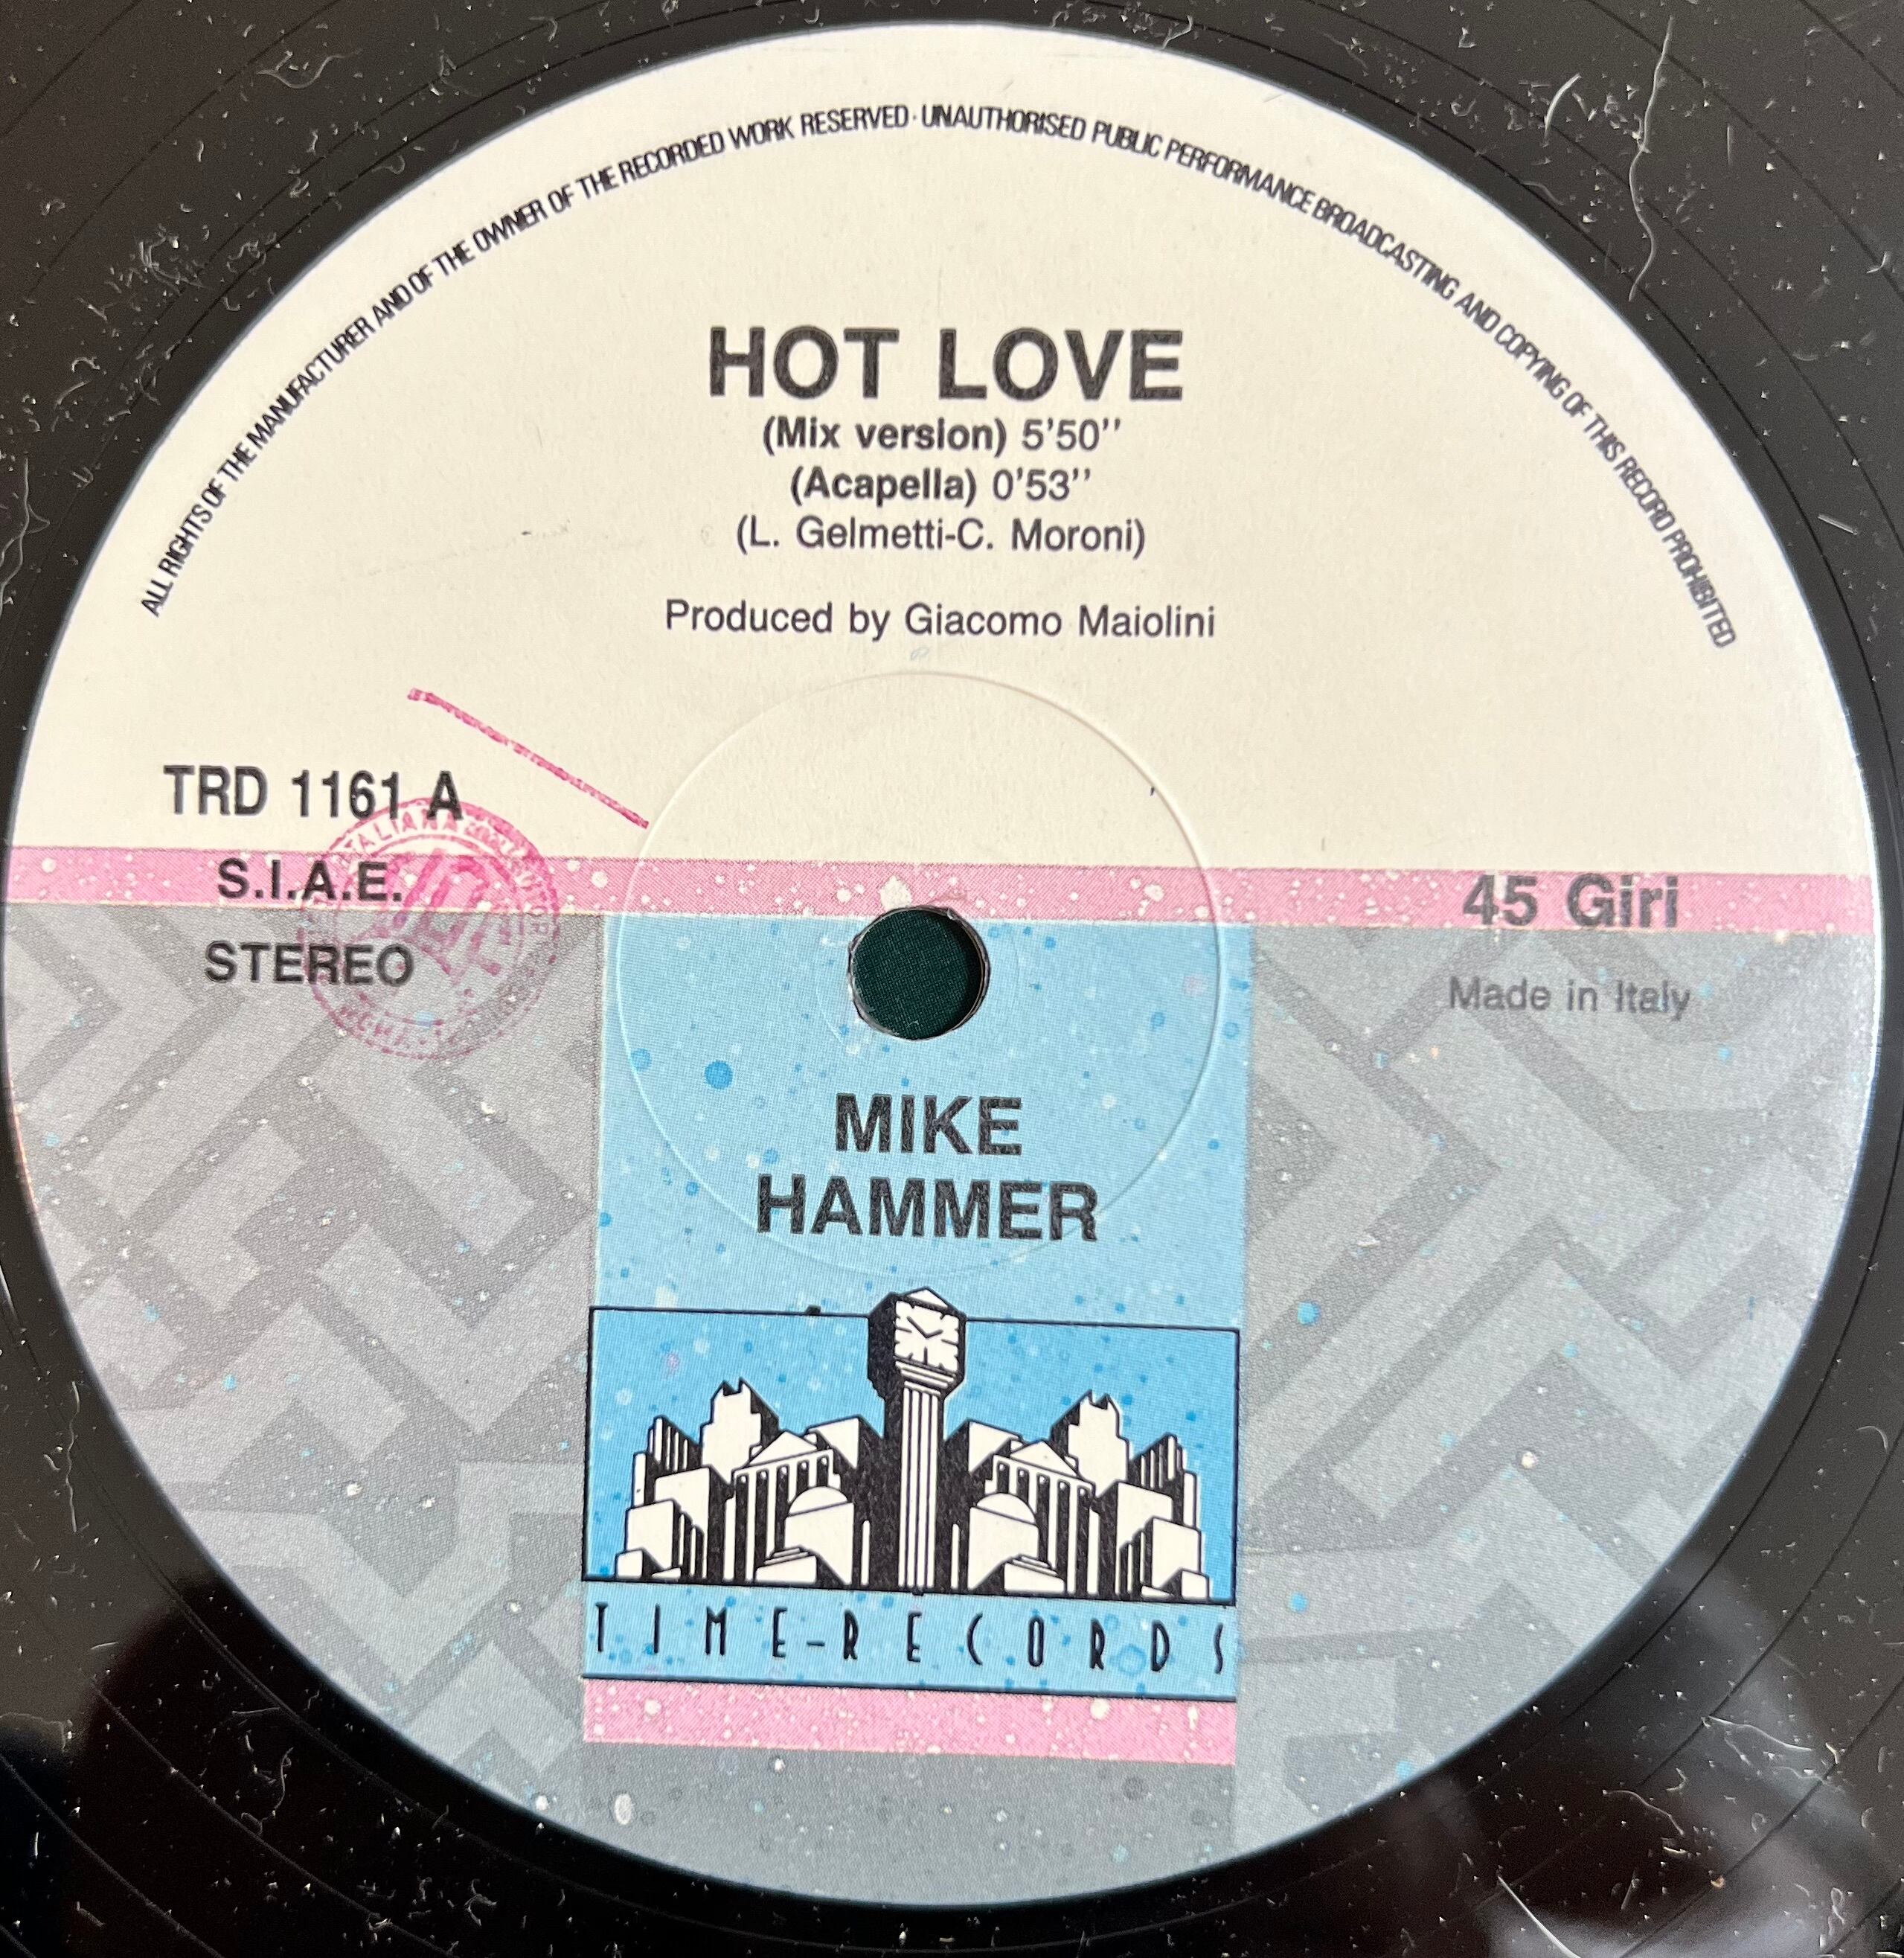 ALL RIGHTS OF THE MANUFACTURER AND OF THE OWNER OF THE RECORDED WORK RESERVED · UNAUTHORISED PUBLIC PERFORMANCE BROADCASTING AND COPYING OF THIS RECORD PROHIBITED
HOT LOVE
(Mix version) 5'50''
(Acapella) 0'53''
(L. Gelmetti-C. Moroni)
Produced by Giacomo Maiolini
TRD 1161 A
S.I.A.E.
STEREO
ITALIANA
ROMA
45 Giri
Made in Italy
MIKE
HAMMER
TIME-RECORDS